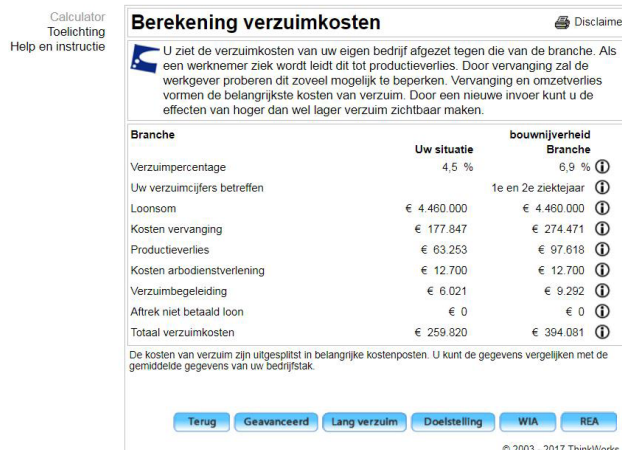 Calculator
Toelichting
Help en instructie
Berekening verzuimkosten
Disclaime
U ziet de verzuimkosten van uw eigen bedrijf afgezet tegen die van de branche. Als
een werknemer ziek wordt leidt dit tot productieverlies. Door vervanging zal de
werkgever proberen dit zoveel mogelijk te beperken. Vervanging en omzetverlies
vormen de belangrijkste kosten van verzuim. Door een nieuwe invoer kunt u de
effecten van hoger dan wel lager verzuim zichtbaar maken.
Branche bouwnijverheid
Uw situatie Branche
Verzuimpercentage 4,5 % 6,9 %
Uw verzuimcijfers betreffen 1e en 2e ziektejaar
Loonsom € 4.460.000 € 4.460.000
Kosten vervanging € 177.847 € 274.471
Productieverlies € 63.253 € 97.618
Kosten arbodienstverlening € 12.700 € 12.700
Verzuimbegeleiding € 6.021 € 9.292
Aftrek niet betaald loon € 0 € 0
Totaal verzuimkosten € 259.820 € 394.081
De kosten van verzuim zijn uitgesplitst in belangrijke kostenposten. U kunt de gegevens vergelijken met de
gemiddelde gegevens van uw bedrijfstak.
Terug Geavanceerd Lang verzuim Doelstelling WIA REA
© 2003 - 2017 ThinkWorks